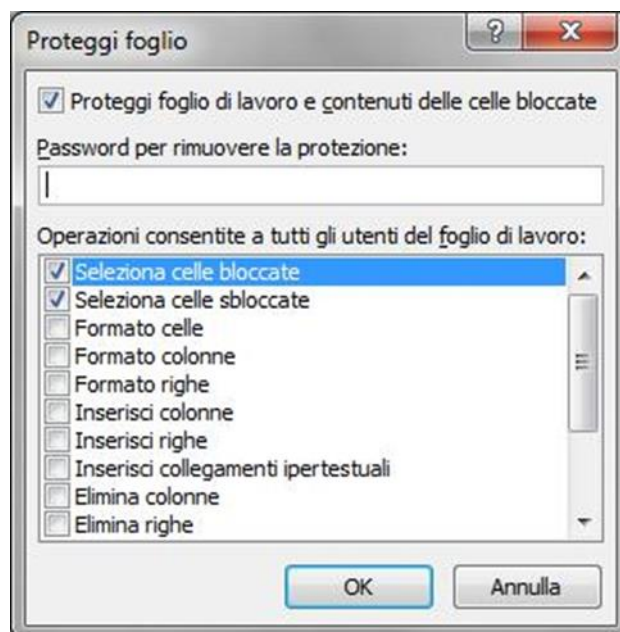 Proteggi foglio
Proteggi foglio di lavoro e contenuti delle celle bloccate
Password per rimuovere la protezione:
Operazioni consentite a tutti gli utenti del foglio di lavoro:
Seleziona celle bloccate
Seleziona celle sbloccate
Formato celle
Formato colonne
Formato righe
Inserisci colonne
Inserisci righe
Inserisci collegamenti ipertestuali
Elimina colonne
Elimina righe
OK Annulla